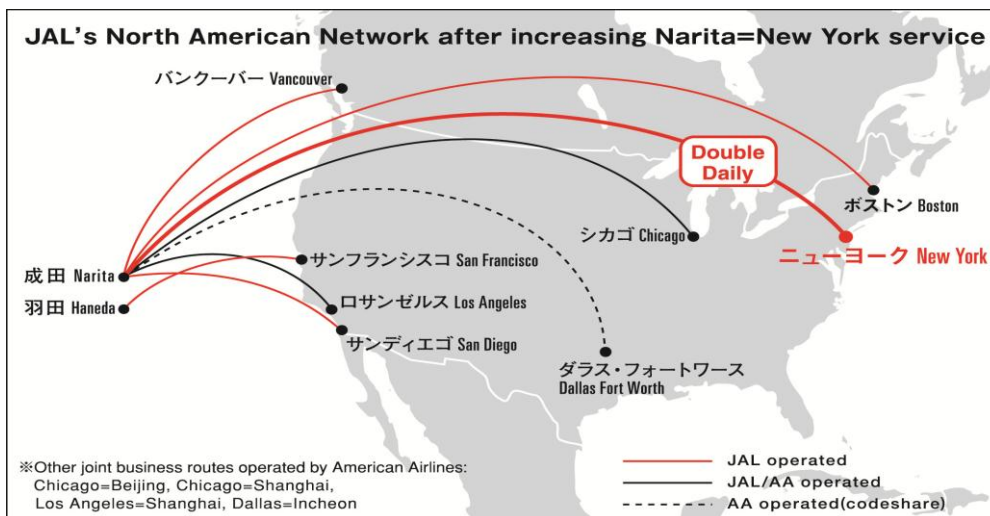 JAL's North American Network after increasing Narita=New York service
バンクーバー Vancouver
Double
Daily
ボストン Boston
シカゴ Chicago
ニューヨーク New York
成田 Narita
サンフランシスコ San Francisco
羽田 Haneda
ロサンゼルス Los Angeles
サンディエゴ San Diego
ダラス・フォートワース
Dallas Fort Worth
※Other joint business routes operated by American Airlines:
Chicago=Beijing, Chicago=Shanghai,
Los Angeles=Shanghai, Dallas=Incheon
JAL operated
JAL/AA operated
AA operated(codeshare)